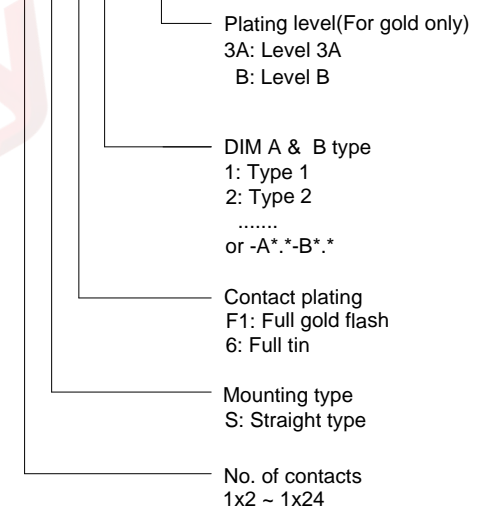 Plating level(For gold only)
3A: Level 3A
B: Level B
DIM A & B type
1: Type 1
2: Type 2
.......
or -A*.*-B*.*
Contact plating
F1: Full gold flash
6: Full tin
Mounting type
S: Straight type
No. of contacts
1x2 ~ 1x24